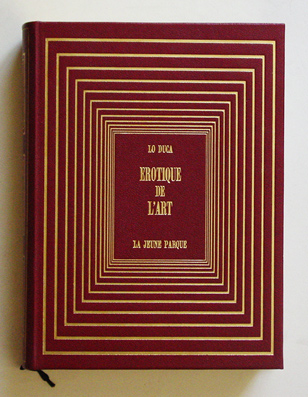 LO DUCA
EROTIQUE
DE
L'ART
LA JEUNE PARQUE